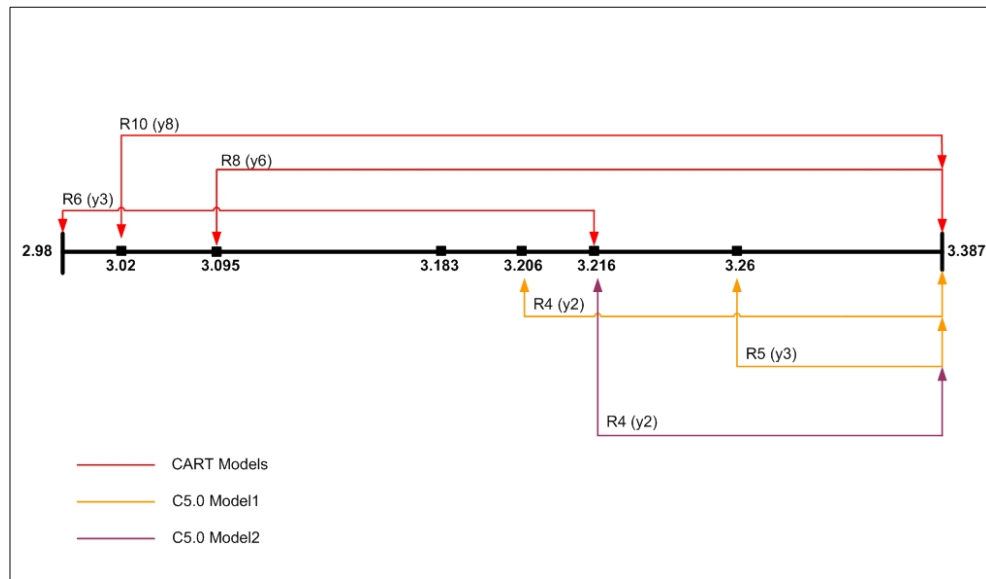 R10 (y8)
R8 (y6)
R6 (y3)
2.98
3.387
3.02
3.095
3.183
3.206
3.216
3.26
R4 (y2)
R5 (y3)
R4 (y2)
CART Models
C5.0 Model1
C5.0 Model2